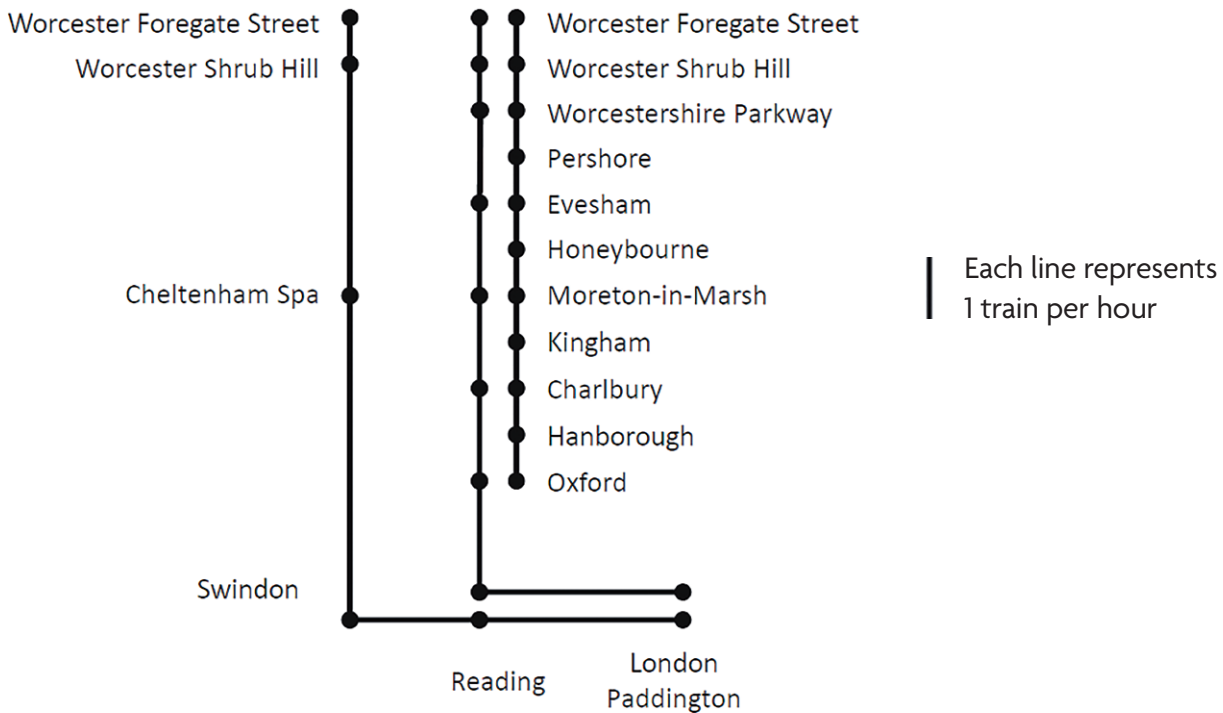 Worcester Foregate Street
Worcester Shrub Hill
Cheltenham Spa
Swindon
Worcester Foregate Street
Worcester Shrub Hill
Worcestershire Parkway
Pershore
Evesham
Honeybourne
Moreton-in-Marsh
Kingham
Charlbury
Hanborough
Oxford
Reading
London
Paddington
Each line represents
1 train per hour